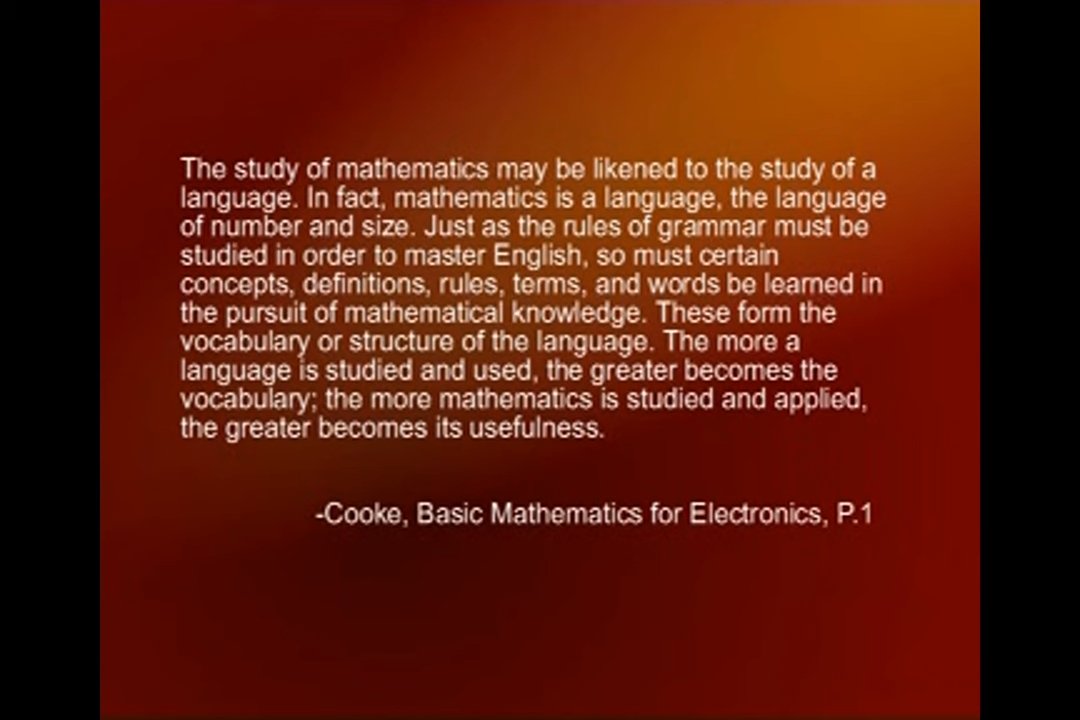 The study of mathematics may be likened to the study of a
language. In fact, mathematics is a language, the language
of number and size. Just as the rules of grammar must be
studied in order to master English, so must certain
concepts, definitions, rules, terms, and words be learned in
the pursuit of mathematical knowledge. These form the
vocabulary or structure of the language. The more a
language is studied and used, the greater becomes the
vocabulary; the more mathematics is studied and applied,
the greater becomes its usefulness.
-Cooke, Basic Mathematics for Electronics, P.1